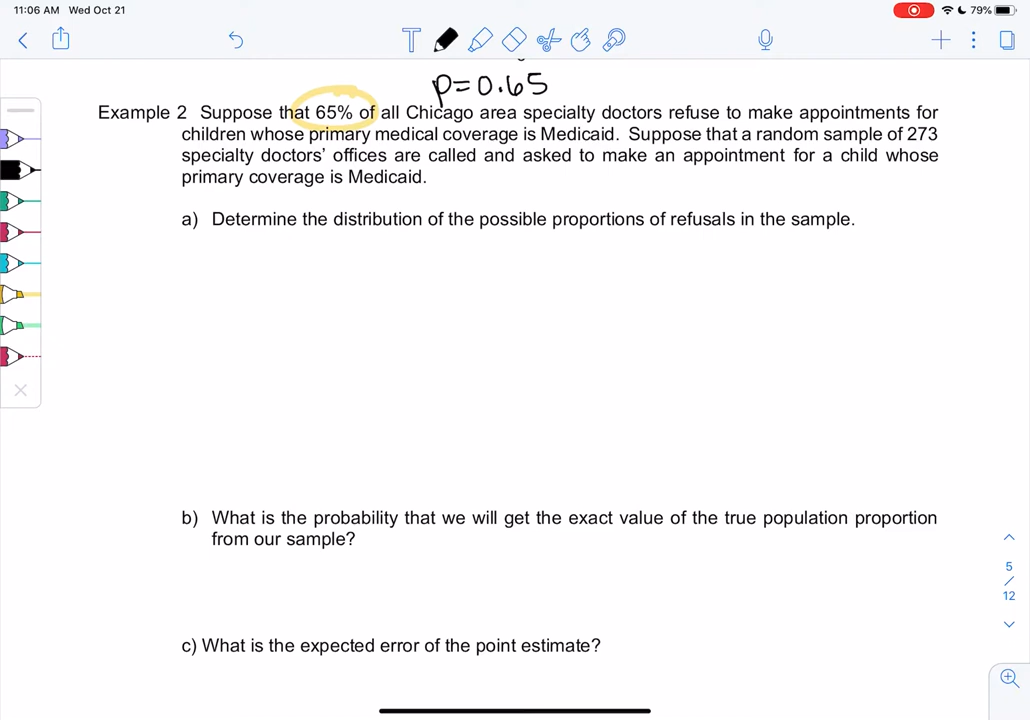 11:06 AM Wed Oct 21
79%
T
p=0.65
Example 2 Suppose that 65% of all Chicago area specialty doctors refuse to make appointments for
children whose primary medical coverage is Medicaid. Suppose that a random sample of 273
specialty doctors' offices are called and asked to make an appointment for a child whose
primary coverage is Medicaid.
a) Determine the distribution of the possible proportions of refusals in the sample.
b) What is the probability that we will get the exact value of the true population proportion
from our sample?
5
/
12
c) What is the expected error of the point estimate?